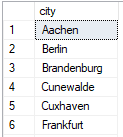 city
1 Aachen
2 Berlin
3 Brandenburg
4 Cunewalde
5 Cuxhaven
6 Frankfurt